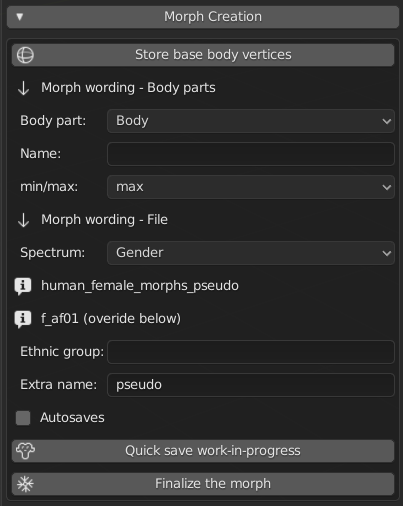 Morph Creation
Store base body vertices
Morph wording - Body parts
Body part: Body
Name:
min/max: max
Morph wording - File
Spectrum: Gender
human_female_morphs_pseudo
f_af01 (overide below)
Ethnic group:
Extra name: pseudo
Autosaves
Quick save work-in-progress
Finalize the morph